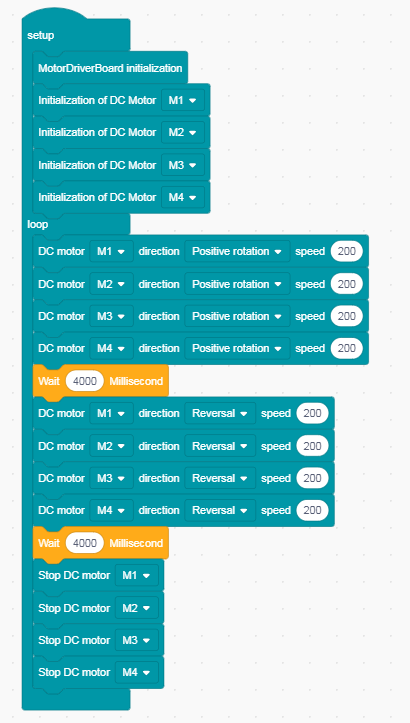 setup
MotorDriverBoard initialization
Initialization of DC Motor M1
Initialization of DC Motor M2
Initialization of DC Motor M3
Initialization of DC Motor M4
loop
DC motor M1 direction Positive rotation speed 200
DC motor M2 direction Positive rotation speed 200
DC motor M3 direction Positive rotation speed 200
DC motor M4 direction Positive rotation speed 200
Wait 4000 Millisecond
DC motor M1 direction Reversal speed 200
DC motor M2 direction Reversal speed 200
DC motor M3 direction Reversal speed 200
DC motor M4 direction Reversal speed 200
Wait 4000 Millisecond
Stop DC motor M1
Stop DC motor M2
Stop DC motor M3
Stop DC motor M4